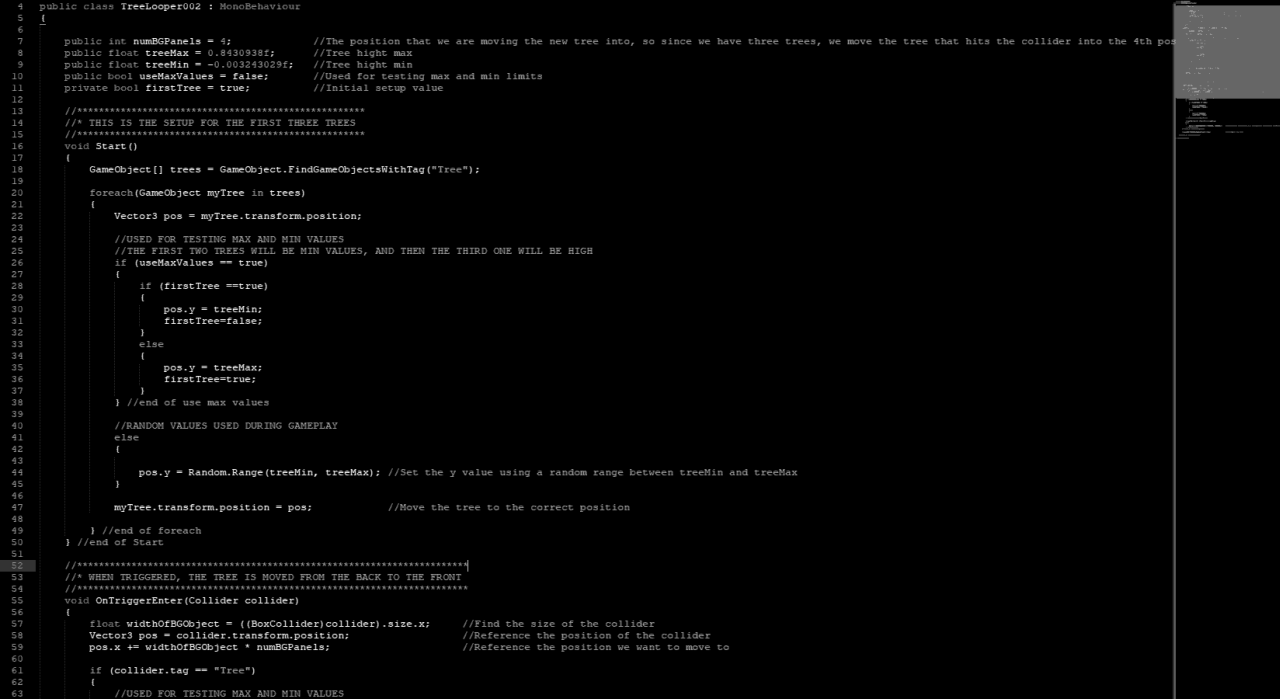 4 public class TreeLooper002 : MonoBehaviour
5 {
6
7 public int numBGPanels = 4; //The position that we are moving the new tree into, so since we have three trees, we move the tree that hits the collider into the 4th pos
8 public float treeMax = 0.8430938f; //Tree hight max
9 public float treeMin = -0.003243029f; //Tree hight min
10 public bool useMaxValues = false; //Used for testing max and min limits
11 private bool firstTree = true; //Initial setup value
12
13 //***********************************************
14 //* THIS IS THE SETUP FOR THE FIRST THREE TREES
15 //***********************************************
16 void Start()
17 {
18 GameObject[] trees = GameObject.FindGameObjectsWithTag("Tree");
19
20 foreach(GameObject myTree in trees)
21 {
22 Vector3 pos = myTree.transform.position;
23
24 //USED FOR TESTING MAX AND MIN VALUES
25 //THE FIRST TWO TREES WILL BE MIN VALUES, AND THEN THE THIRD ONE WILL BE HIGH
26 if (useMaxValues == true)
27 {
28 if (firstTree ==true)
29 {
30 pos.y = treeMin;
31 firstTree=false;
32 }
33 else
34 {
35 pos.y = treeMax;
36 firstTree=true;
37 }
38 } //end of use max values
39
40 //RANDOM VALUES USED DURING GAMEPLAY
41 else
42 {
43
44 pos.y = Random.Range(treeMin, treeMax); //Set the y value using a random range between treeMin and treeMax
45 }
46
47 myTree.transform.position = pos; //Move the tree to the correct position
48
49 } //end of foreach
50 } //end of Start
51
52 //****************************************************************
53 //* WHEN TRIGGERED, THE TREE IS MOVED FROM THE BACK TO THE FRONT
54 //****************************************************************
55 void OnTriggerEnter(Collider collider)
56 {
57 float widthOfBGObject = ((BoxCollider)collider).size.x; //Find the size of the collider
58 Vector3 pos = collider.transform.position; //Reference the position of the collider
59 pos.x += widthOfBGObject * numBGPanels; //Reference the position we want to move to
60
61 if (collider.tag == "Tree")
62 {
63 //USED FOR TESTING MAX AND MIN VALUES